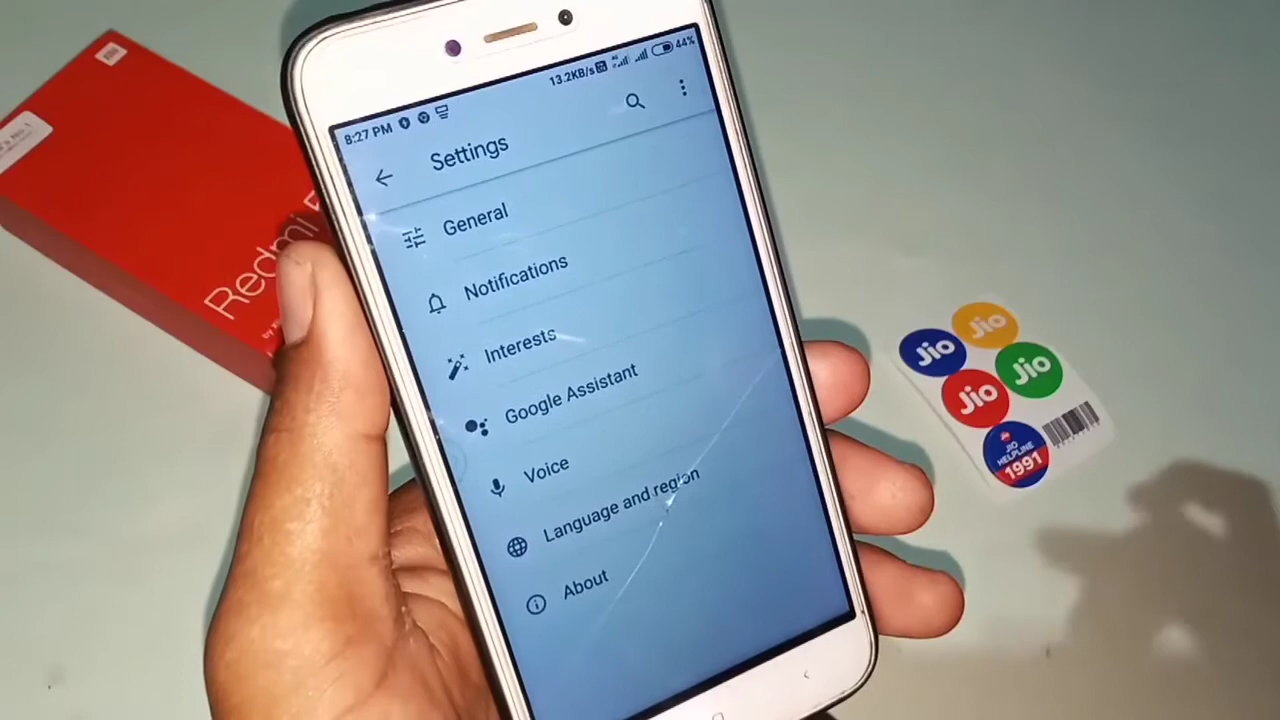 8:27 PM
13.2KB/s
44%
Settings
General
Notifications
Interests
Google Assistant
Voice
Language and region
About
Redmi
by
Jio
Jio
Jio
Jio
JIO
HELPLINE
1991